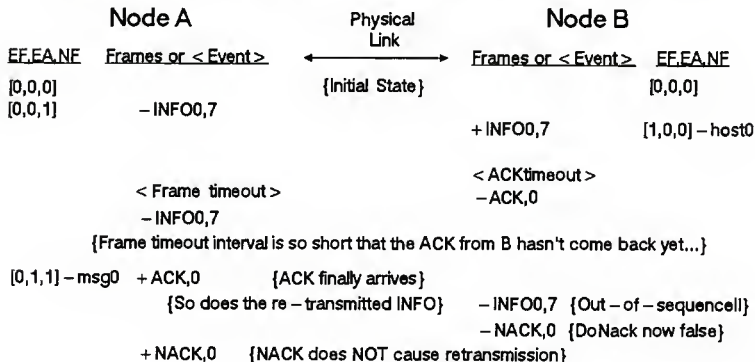 Node A Physical Link Node B
EF,EA,NF Frames or <Event> Frames or <Event> EF,EA,NF
[0,0,0] {Initial State} [0,0,0]
[0,0,1] –INFO0,7
+INFO0,7 [1,0,0]–host0
<ACKtimeout>
<Frame timeout> –ACK,0
–INFO0,7
{Frame timeout interval is so short that the ACK from B hasn't come back yet...}
[0,1,1]–msg0 +ACK,0 {ACK finally arrives}
{So does the re–transmitted INFO} –INFO0,7 {Out–of–sequence!!}
–NACK,0 {DoNack now false}
+NACK,0 {NACK does NOT cause retransmission}